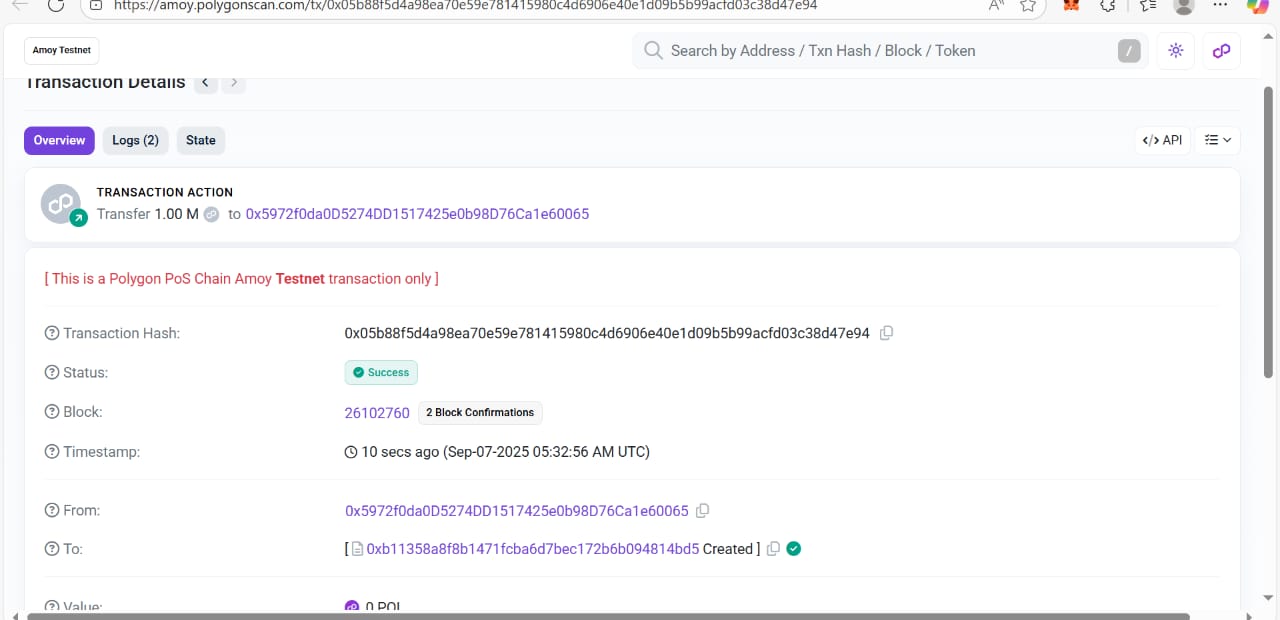 https://amoy.polygonscan.com/tx/0x05b88f5d4a98ea70e59e781415980c4d6906e40e1d09b5b99acfd03c38d47e94
Amoy Testnet
Search by Address / Txn Hash / Block / Token
/
Transaction Details
Overview
Logs (2)
State
</> API
TRANSACTION ACTION
Transfer 1.00 M to 0x5972f0da0D5274DD1517425e0b98D76Ca1e60065
[ This is a Polygon PoS Chain Amoy Testnet transaction only ]
Transaction Hash: 0x05b88f5d4a98ea70e59e781415980c4d6906e40e1d09b5b99acfd03c38d47e94
Status: Success
Block: 26102760 2 Block Confirmations
Timestamp: 10 secs ago (Sep-07-2025 05:32:56 AM UTC)
From: 0x5972f0da0D5274DD1517425e0b98D76Ca1e60065
To: [ 0xb11358a8f8b1471fcba6d7bec172b6b094814bd5 Created ]
Value: 0 POL